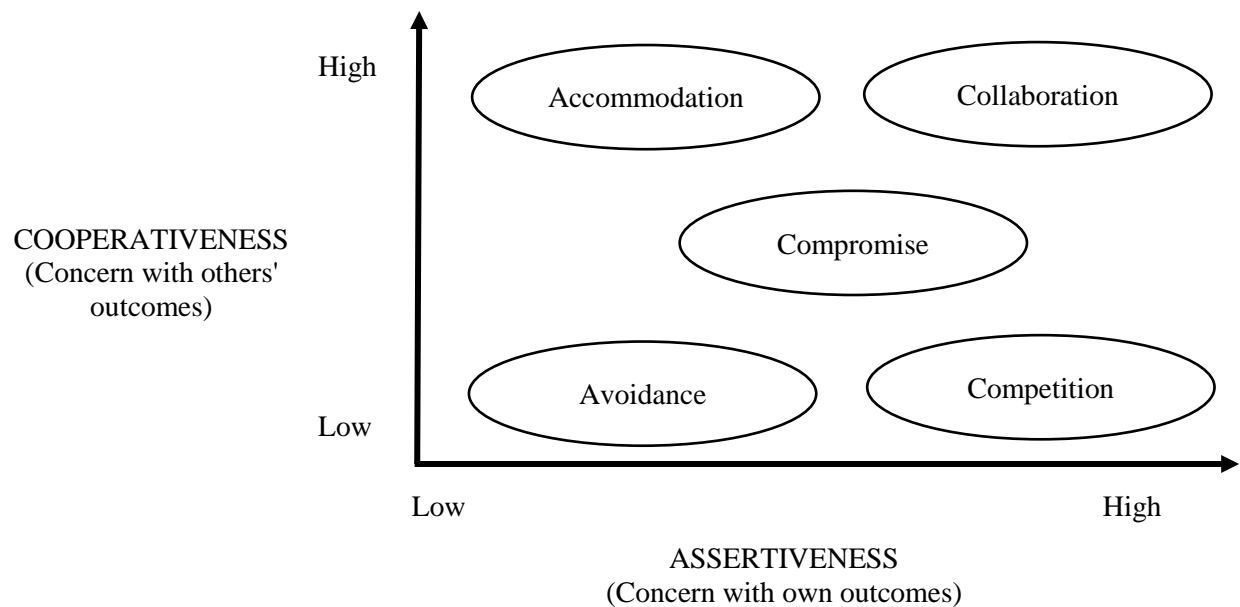 High
Accommodation
Collaboration
COOPERATIVENESS
(Concern with others'
outcomes)
Compromise
Avoidance
Competition
Low
Low
High
ASSERTIVENESS
(Concern with own outcomes)